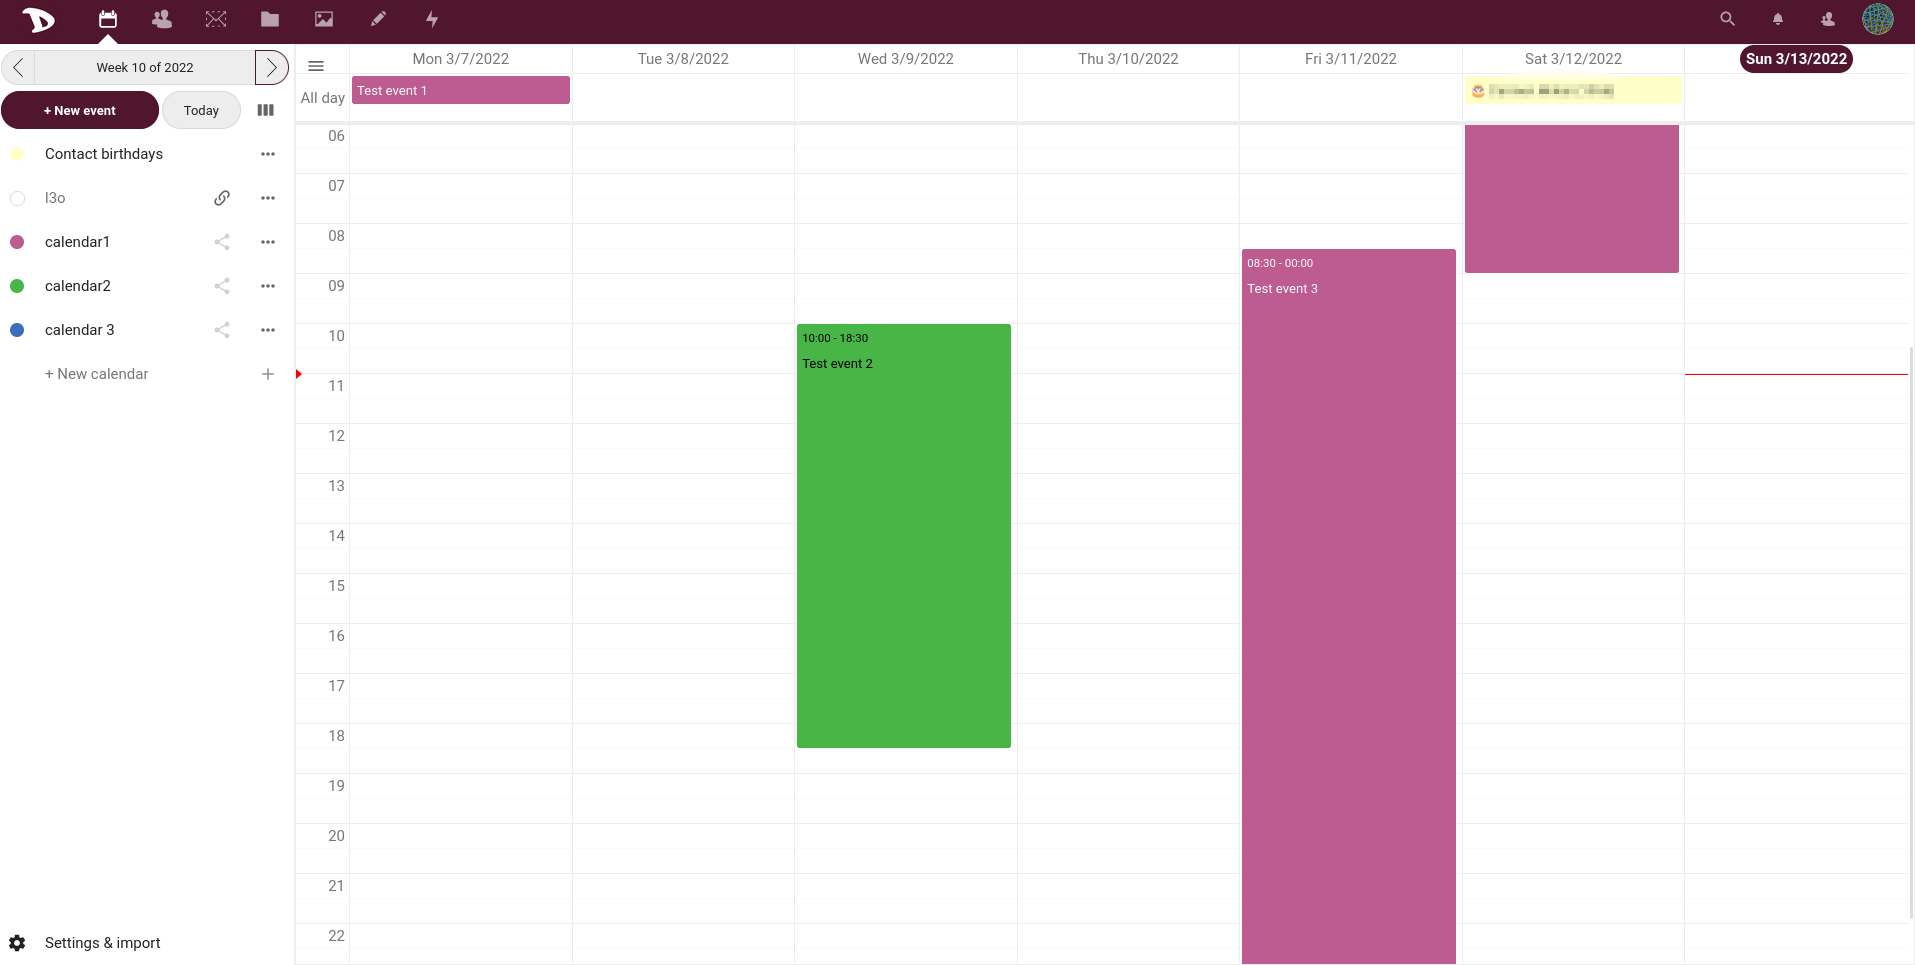 Week 10 of 2022
+ New event
Today
Contact birthdays
l3o
calendar1
calendar2
calendar 3
+ New calendar
Settings & import
Mon 3/7/2022
Tue 3/8/2022
Wed 3/9/2022
Thu 3/10/2022
Fri 3/11/2022
Sat 3/12/2022
Sun 3/13/2022
All day
Test event 1
06
07
08
09
10
11
12
13
14
15
16
17
18
19
20
21
22
10:00 - 18:30
Test event 2
08:30 - 00:00
Test event 3